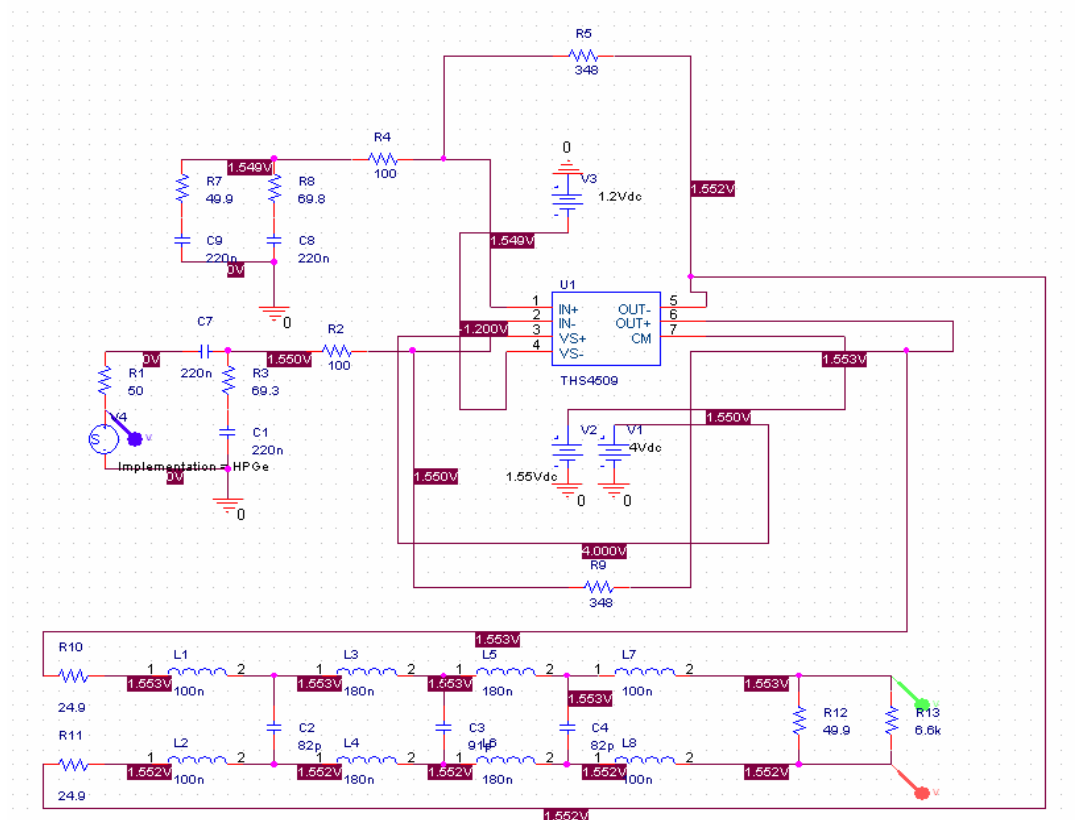 R5
348
R4
100
0
1.549V
R7
49.9
R8
69.8
V3
1.2Vdc
1.552V
C9
220n
C8
220n
0V
1.549V
0
U1
1
IN+
OUT-
5
2
IN-
OUT+
6
3
VS+
CM
7
4
VS-
-1.200V
THS4509
C7
220n
R2
100
0V
1.550V
1.553V
R1
50
R3
69.3
V4
S
v
C1
220n
Implementation = HPGe
0V
0
1.550V
V2
1.55Vdc
V1
4Vdc
1.550V
0
0
4.000V
R9
348
1.553V
R10
24.9
1
L1
2
100n
1.553V
1
L3
2
180n
1.553V
1
L5
2
180n
1.553V
1
L7
2
100n
1.553V
1.553V
C2
82p
C3
91p
C4
82p
R12
49.9
R13
6.6k
R11
24.9
1
L2
2
100n
1.552V
1
L4
2
180n
1.552V
1
L6
2
180n
1.552V
1
L8
2
100n
1.552V
1.552V
1.552V